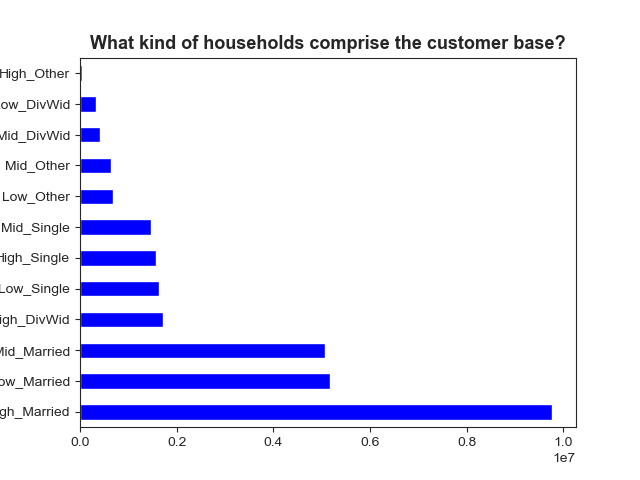 What kind of households comprise the customer base?
High_Other
ow_DivWid
Mid_DivWid
Mid_Other
Low_Other
Mid_Single
High_Single
Low_Single
igh_DivWid
Mid_Married
ow_Married
gh_Married
0.0 0.2 0.4 0.6 0.8 1.0
1e7